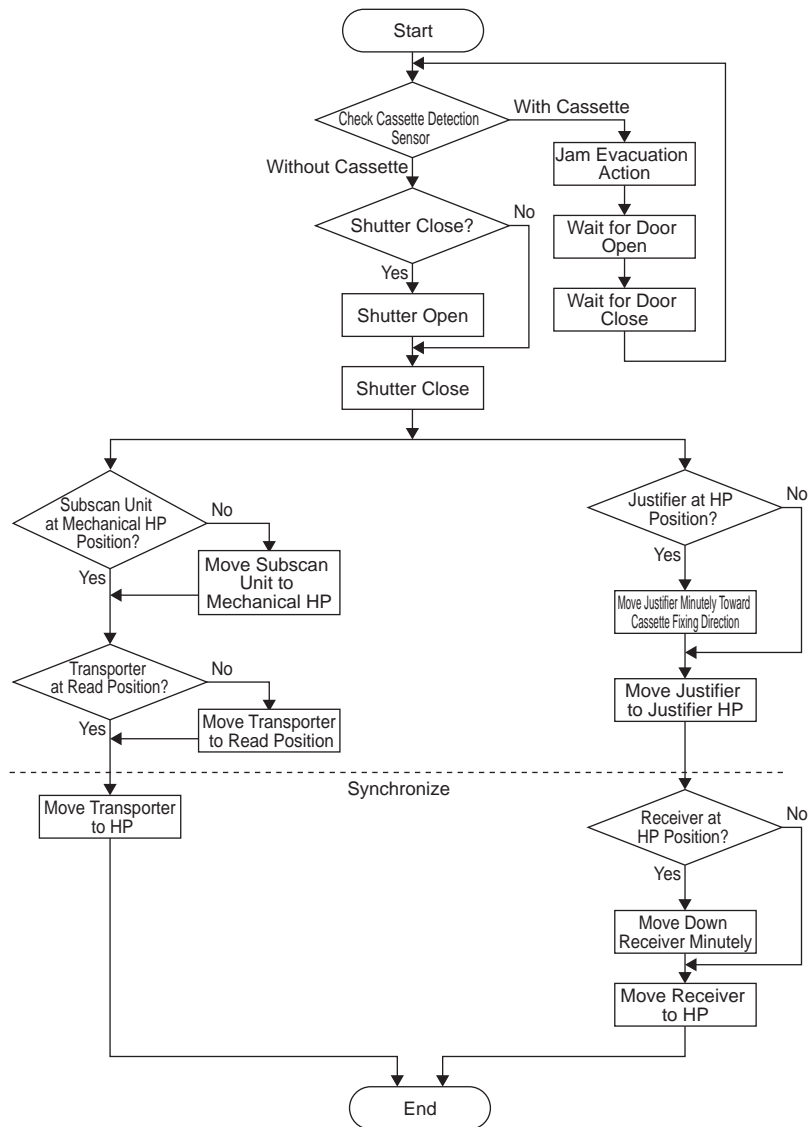 Start
Check Cassette Detection
Sensor
With Cassette
Without Cassette
Jam Evacuation
Action
Shutter Close?
No
Wait for Door
Open
Yes
Shutter Open
Wait for Door
Close
Shutter Close
Subscan Unit
at Mechanical HP
Position?
No
Yes
Move Subscan
Unit to
Mechanical HP
Transporter
at Read Position?
No
Yes
Move Transporter
to Read Position
Justifier at HP
Position?
No
Yes
Move Justifier Minutely Toward
Cassette Fixing Direction
Move Justifier
to Justifier HP
Synchronize
Move Transporter
to HP
Receiver at
HP Position?
No
Yes
Move Down
Receiver Minutely
Move Receiver
to HP
End